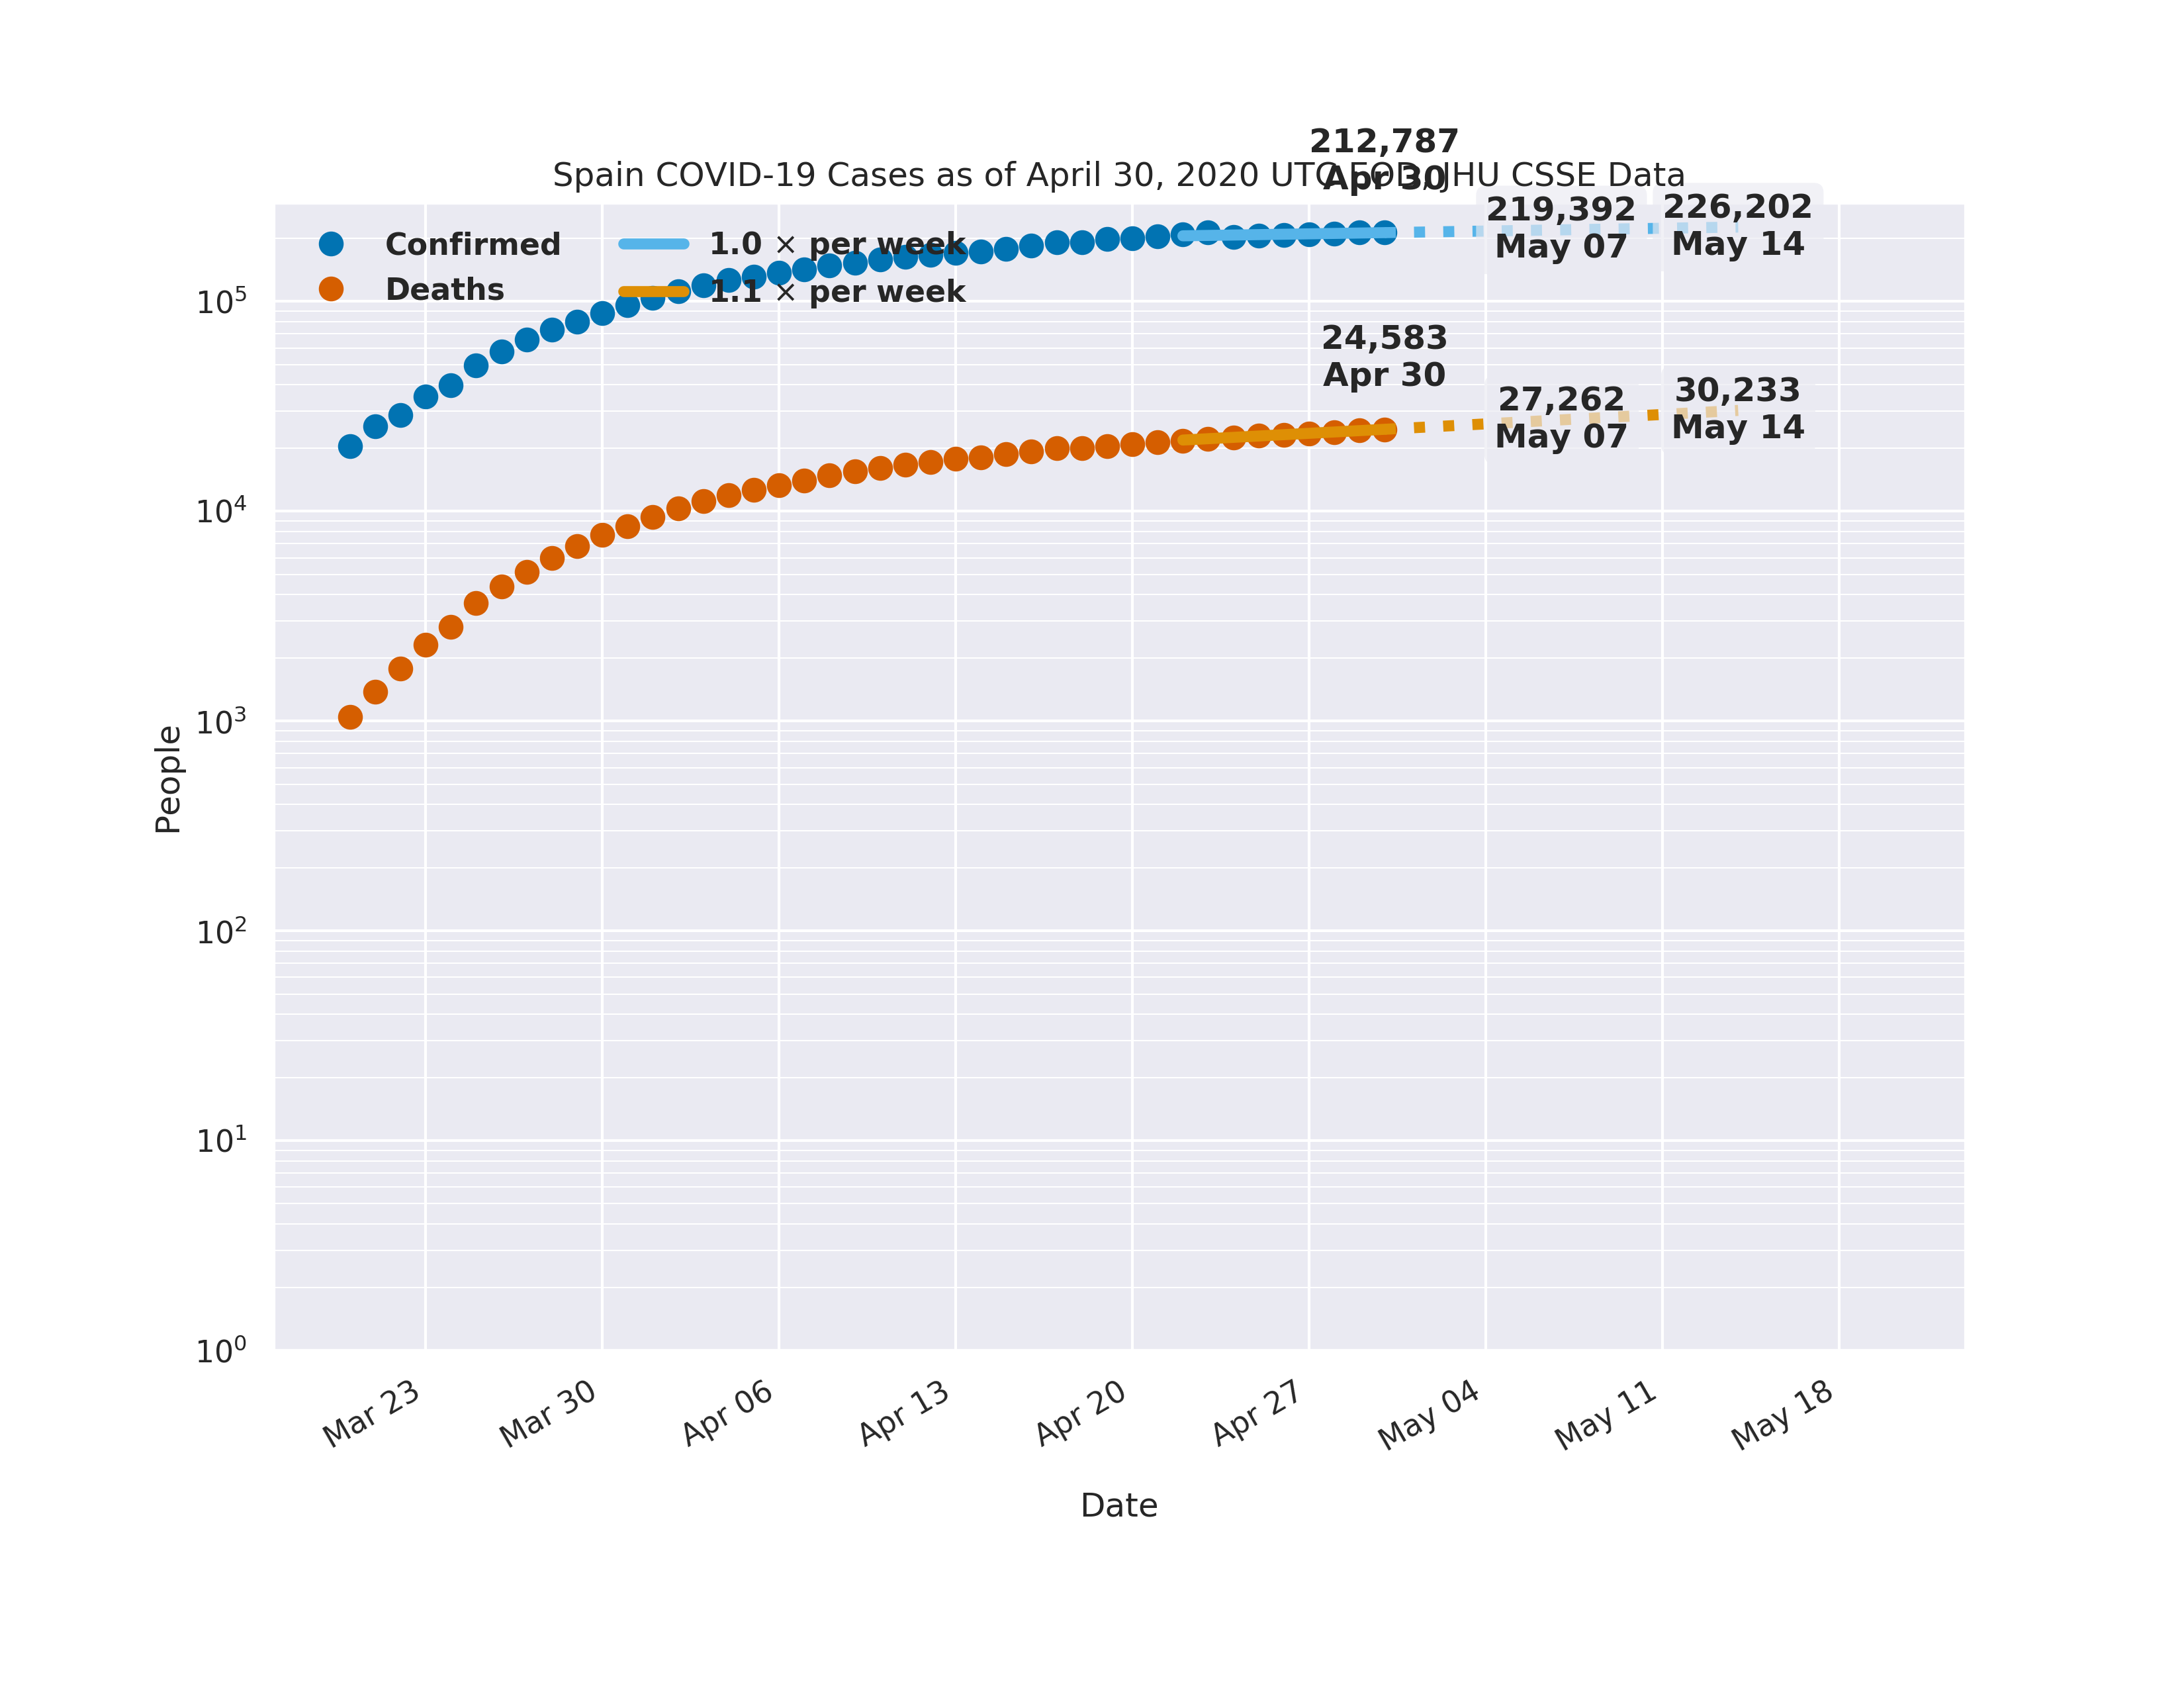 212,787
Apr 30
Spain COVID-19 Cases as of April 30, 2020 UTC EOD, JHU CSSE Data
219,392
May 07
226,202
May 14
Confirmed
Deaths
1.0 × per week
1.1 × per week
24,583
Apr 30
27,262
May 07
30,233
May 14
People
10⁵
10⁴
10³
10²
10¹
10⁰
Mar 23
Mar 30
Apr 06
Apr 13
Apr 20
Apr 27
May 04
May 11
May 18
Date